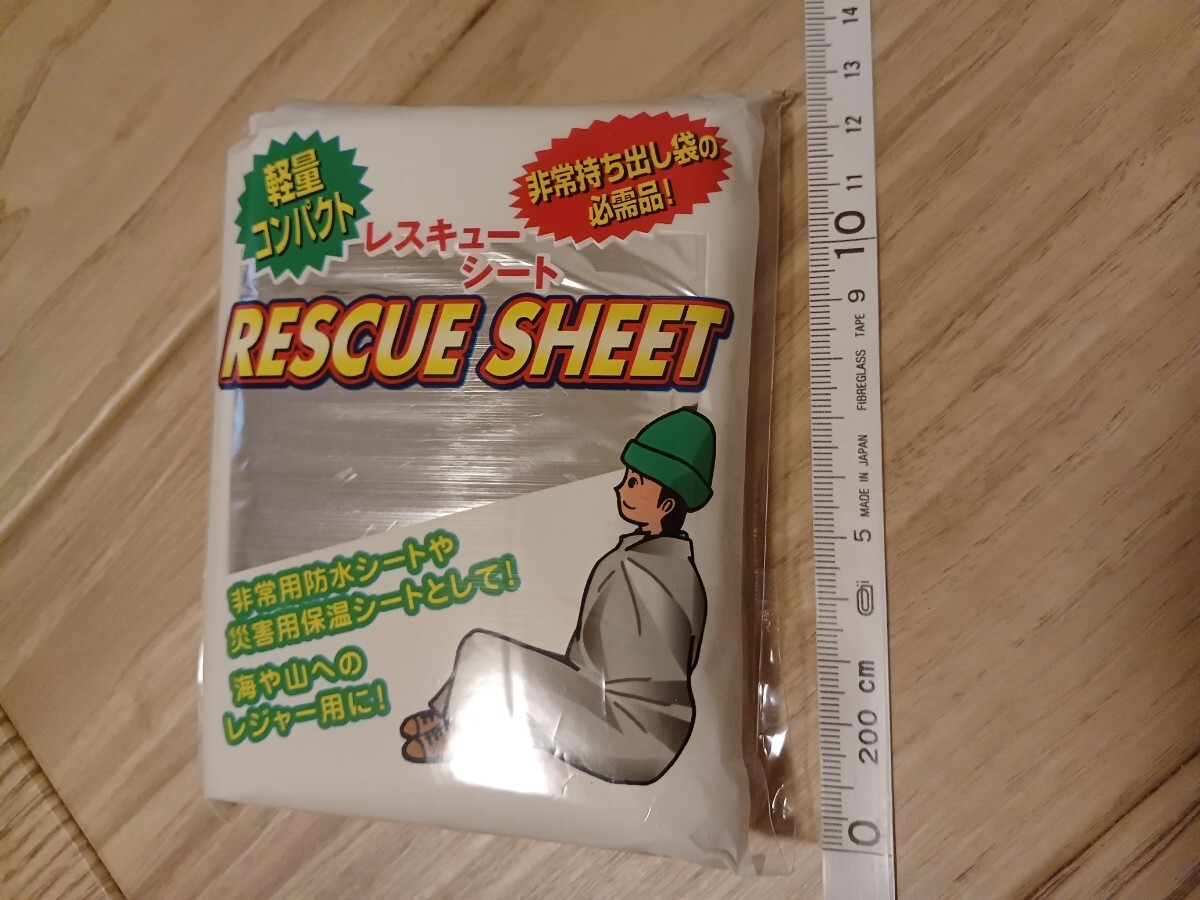 軽量
コンパクト
非常持ち出し袋の
必需品!
レスキュー
シート
RESCUE SHEET
非常用防水シートや
災害用保温シートとして!
海や山への
レジャー用に!
14
13
12
11
10
9
FIBREGLASS TAPE
MADE IN JAPAN
5
200 cm
0